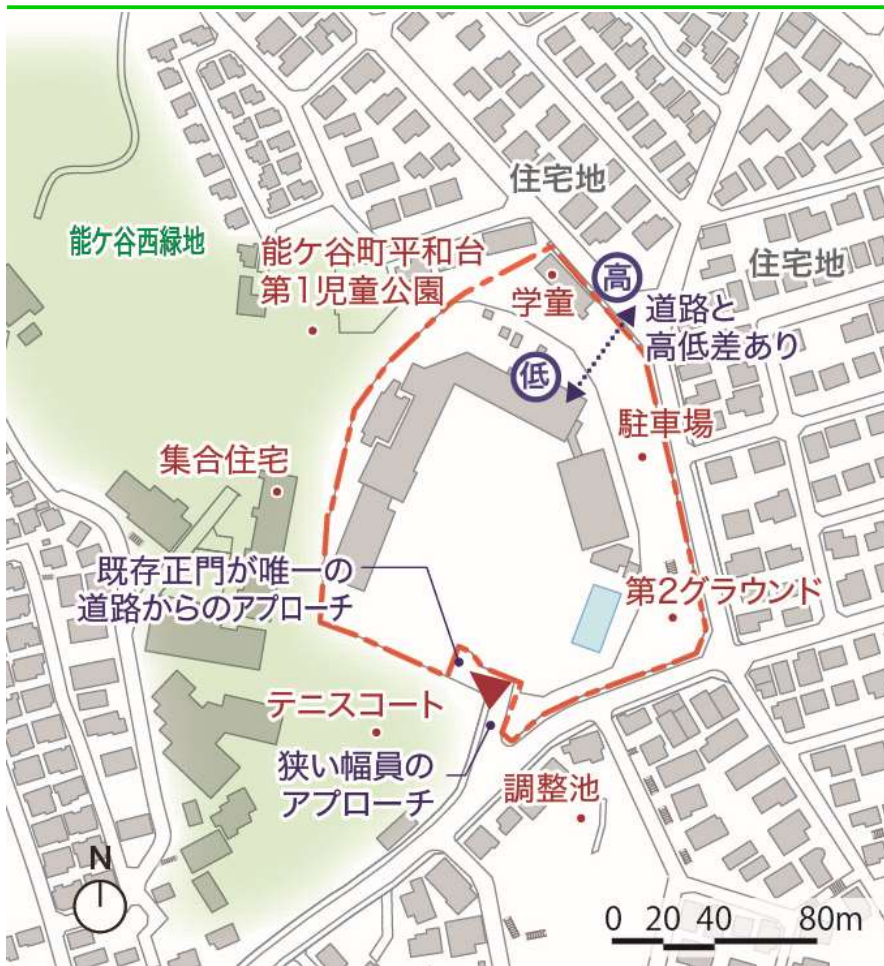 住宅地
能ケ谷西緑地
能ケ谷町平和台
第1児童公園
学童
高
住宅地
道路と
高低差あり
低
駐車場
集合住宅
既存正門が唯一の
道路からのアプローチ
第2グラウンド
テニスコート
狭い幅員の
アプローチ
調整池
N
0 20 40 80m